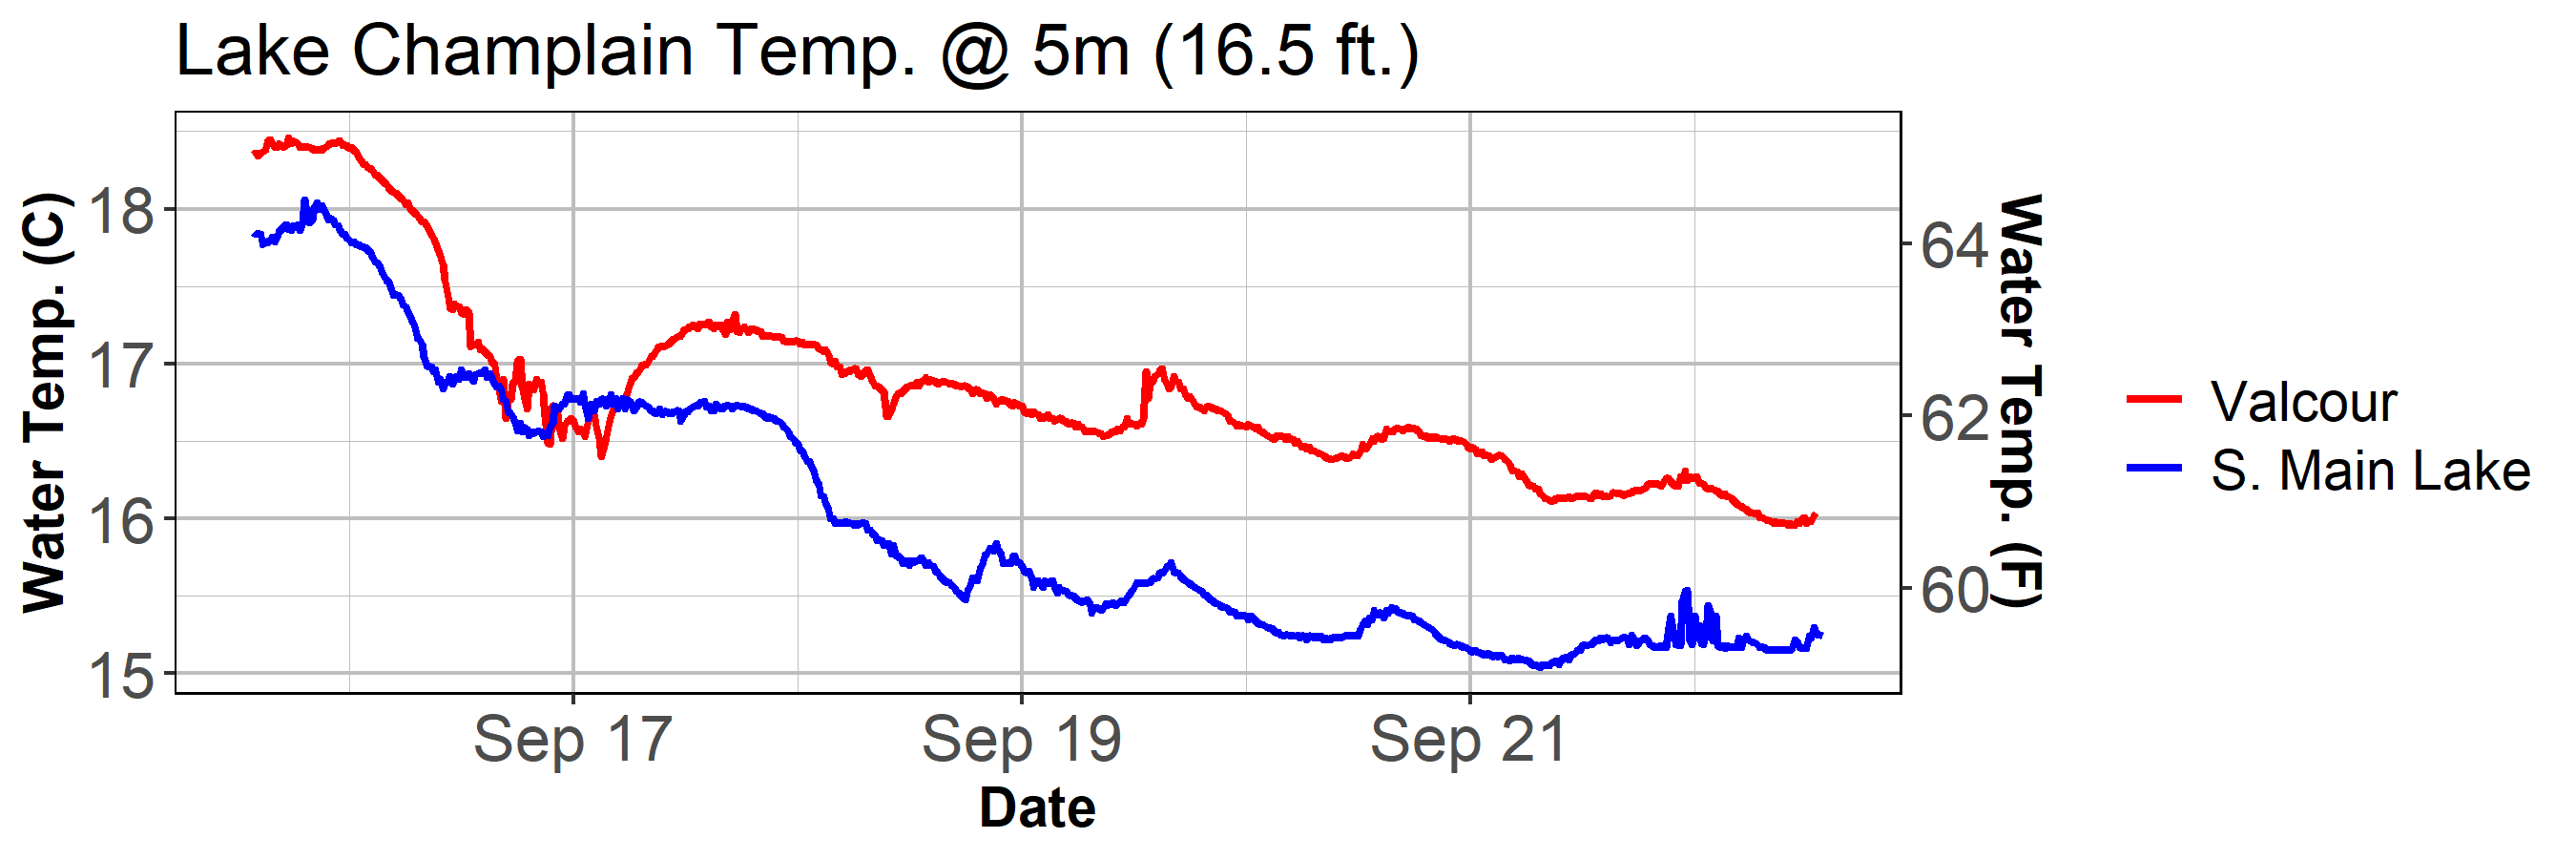 Lake Champlain Temp. @ 5m (16.5 ft.)
Water Temp. (C)
18
17
16
15
64
62
60
Water Temp. (F)
Sep 17
Sep 19
Sep 21
Date
Valcour
S. Main Lake